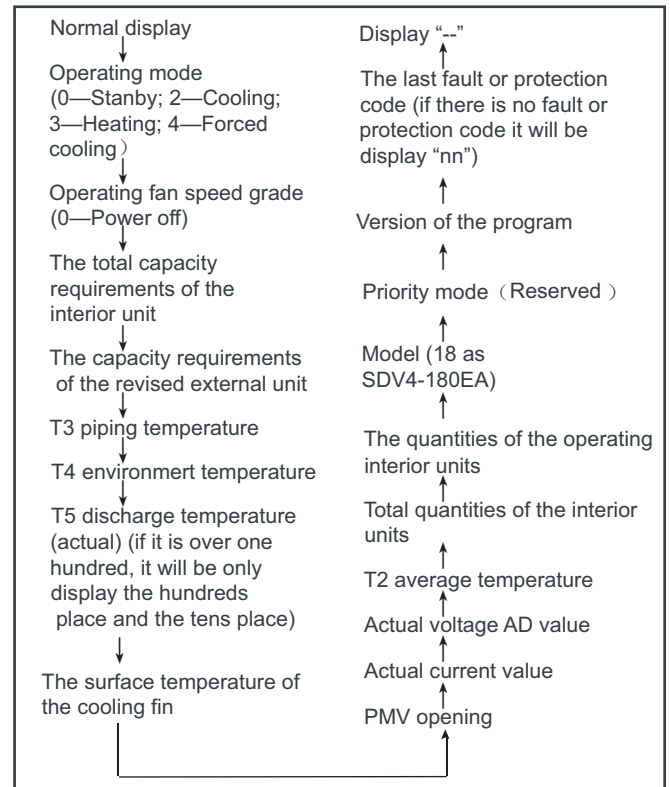 Normal display
Operating mode
(0—Stanby; 2—Cooling;
3—Heating; 4—Forced
cooling）
Operating fan speed grade
(0—Power off)
The total capacity
requirements of the
interior unit
The capacity requirements
of the revised external unit
T3 piping temperature
T4 environmert temperature
T5 discharge temperature
(actual) (if it is over one
hundred, it will be only
display the hundreds
place and the tens place)
The surface temperature of
the cooling fin
Display “--”
The last fault or protection
code (if there is no fault or
protection code it will be
display “nn”)
Version of the program
Priority mode（Reserved ）
Model (18 as
SDV4-180EA)
The quantities of the operating
interior units
Total quantities of the interior
units
T2 average temperature
Actual voltage AD value
Actual current value
PMV opening